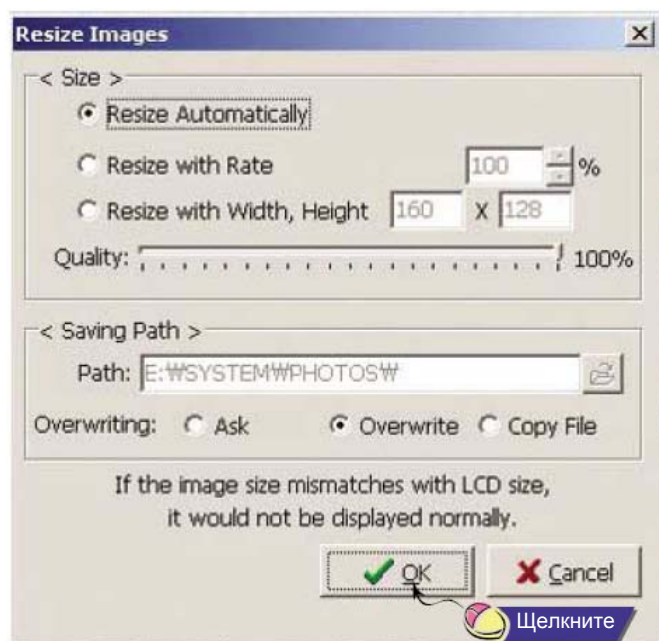 Resize Images
< Size >
Resize Automatically
Resize with Rate 100 %
Resize with Width, Height 160 X 128
Quality: 100%
< Saving Path >
Path: E:₩SYSTEM₩PHOTOS₩
Overwriting: Ask Overwrite Copy File
If the image size mismatches with LCD size,
it would not be displayed normally.
OK Cancel
Щелкните